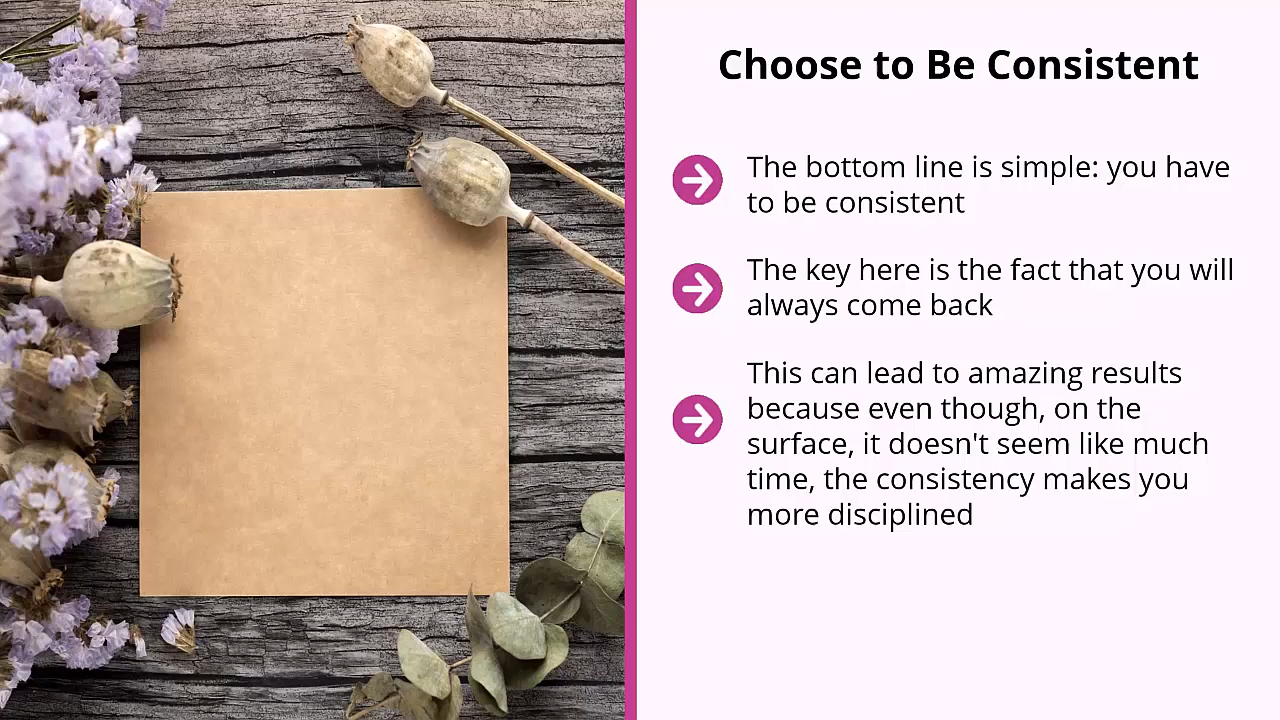 Choose to Be Consistent
The bottom line is simple: you have
to be consistent
The key here is the fact that you will
always come back
This can lead to amazing results
because even though, on the
surface, it doesn't seem like much
time, the consistency makes you
more disciplined